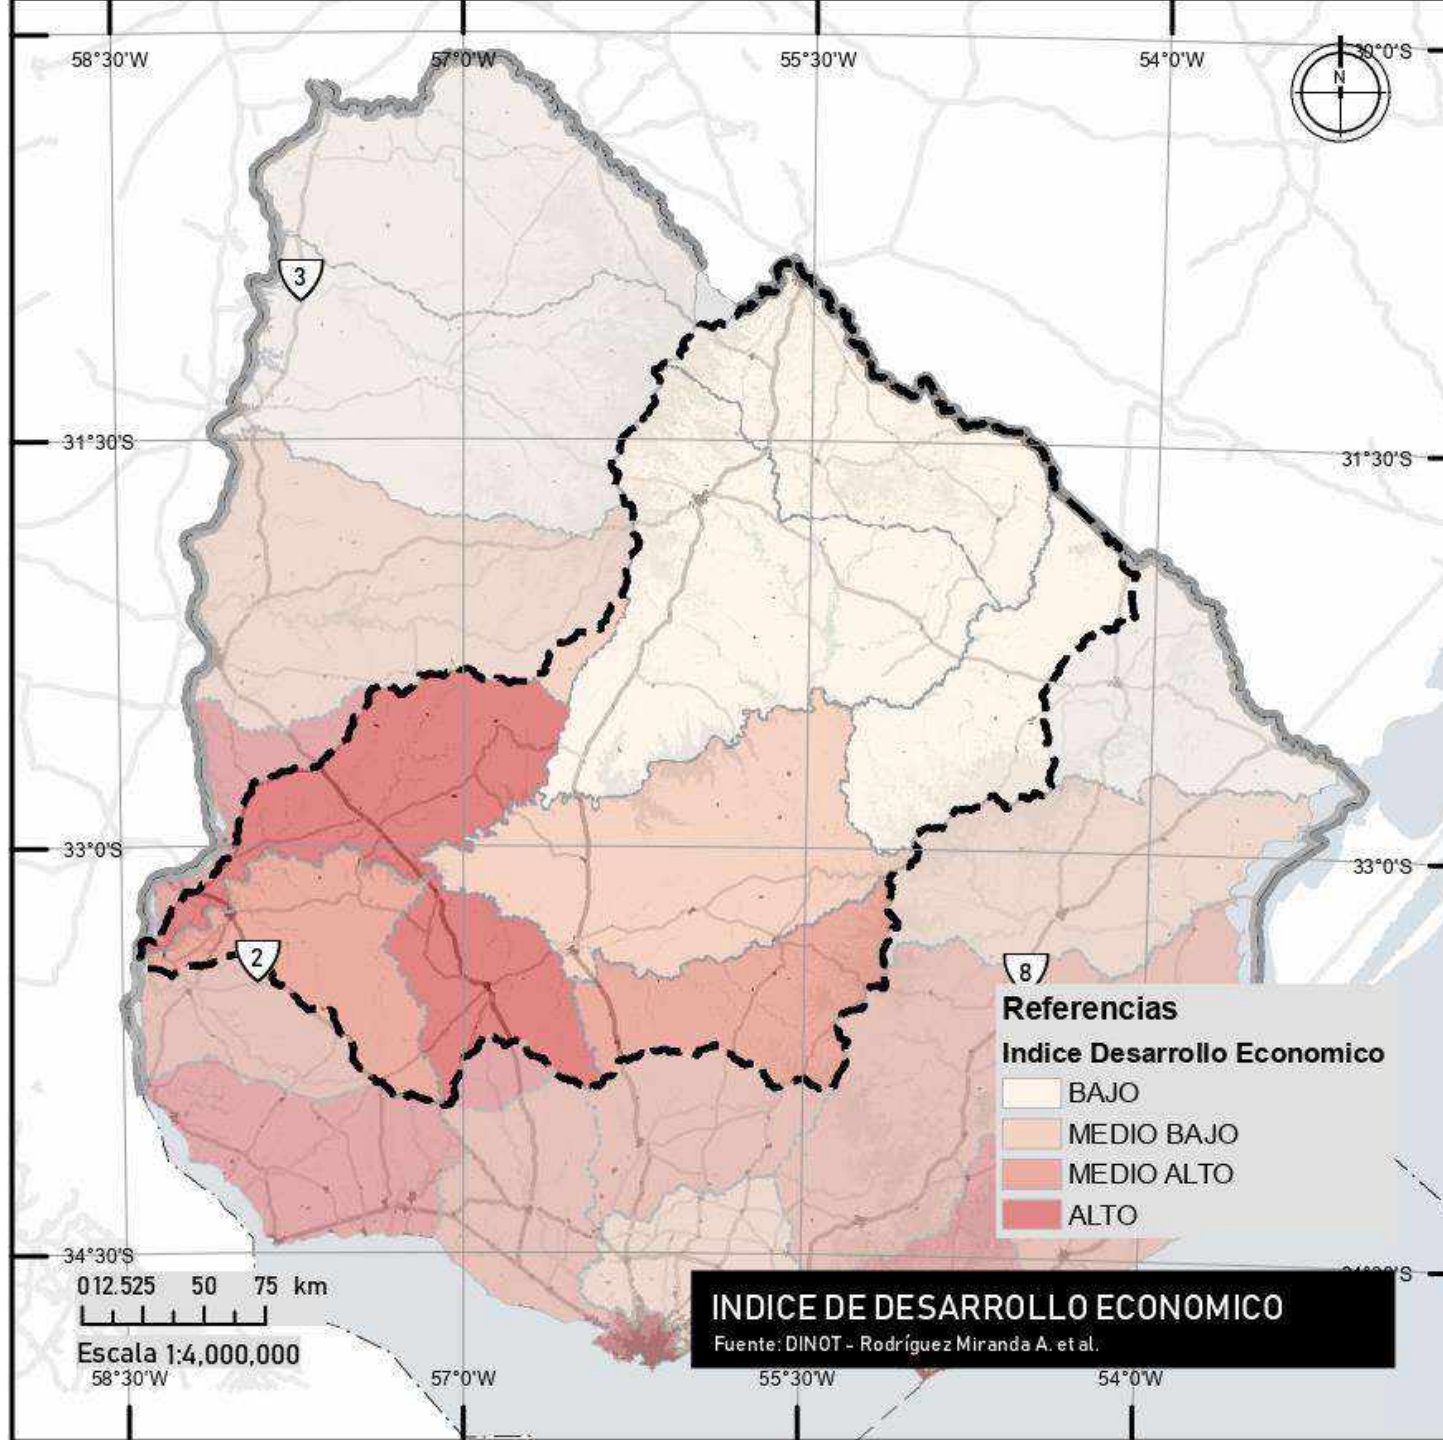 58°30'W 57°0'W 55°30'W 54°0'W 30°0'S
N
3
31°30'S 31°30'S
33°0'S 33°0'S
2
8
Referencias
Indice Desarrollo Economico
BAJO
MEDIO BAJO
MEDIO ALTO
ALTO
34°30'S
012.525 50 75 km
Escala 1:4,000,000
INDICE DE DESARROLLO ECONOMICO
Fuente: DINOT - Rodríguez Miranda A. et al.
58°30'W 57°0'W 55°30'W 54°0'W